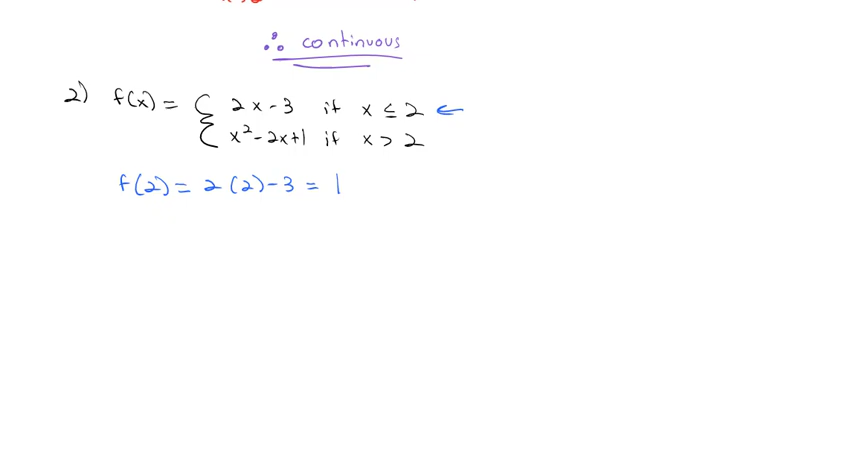 ∴ continuous
2) f(x) = { 2x - 3 if x ≤ 2 ←
{ x² - 2x + 1 if x > 2
f(2) = 2(2) - 3 = 1